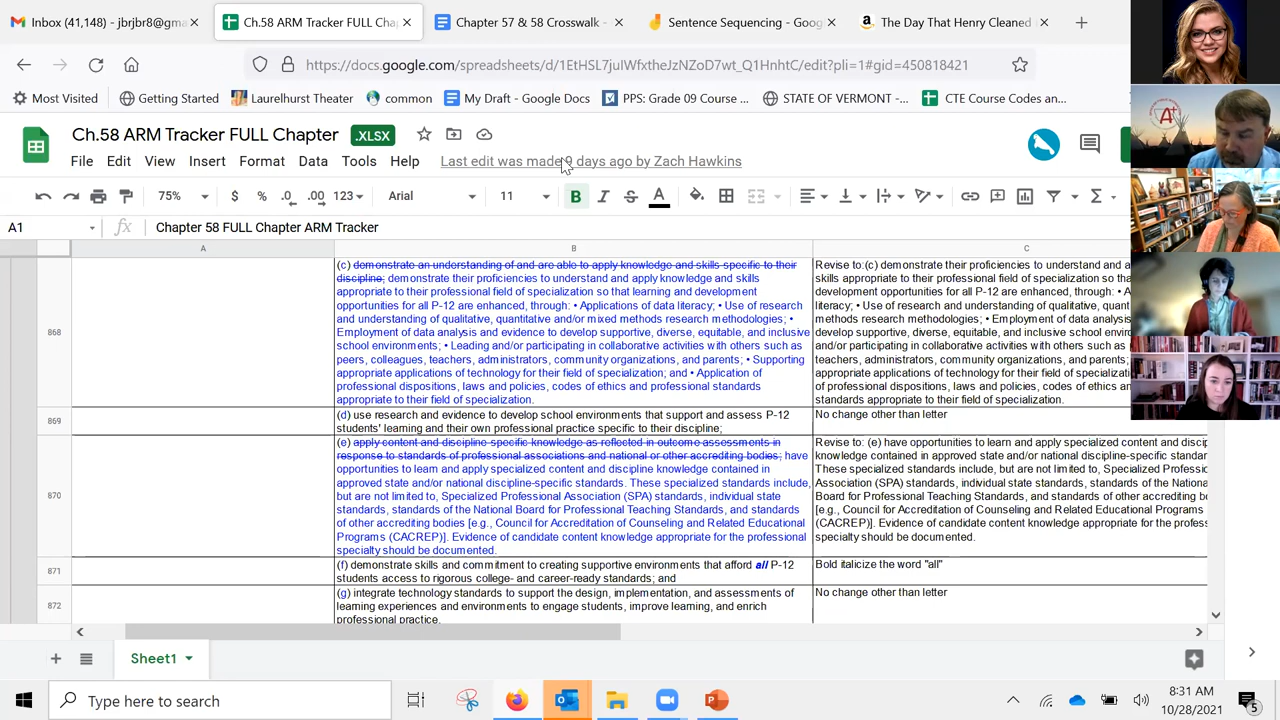 Inbox (41,148) - jbrjbr8@gma
Ch.58 ARM Tracker FULL Cha
Chapter 57 & 58 Crosswalk -
Sentence Sequencing -
The Day That Henry Cleaned
https://docs.google.com/spreadsheets/d/1EtHSL7julWfxtheJzNZoD7wt_Q1HnhtC/edit?pli=1#gid=450818421
Most Visited
Getting Started
Laurelhurst Theater
common
My Draft - Google Docs
PPS: Grade 09 Course ...
STATE OF VERMONT -...
CTE Course Codes an...
Ch.58 ARM Tracker FULL Chapter
.XLSX
File Edit View Insert Format Data Tools Help
Last edit was made 9 days ago by Zach Hawkins
75% $ % .0 .00 123 Arial 11 B I S A
A1 fx Chapter 58 FULL Chapter ARM Tracker
A B C
868
(c) demonstrate an understanding of and are able to apply knowledge and skills specific to their
discipline; demonstrate their proficiencies to understand and apply knowledge and skills
appropriate to their professional field of specialization so that learning and development
opportunities for all P-12 are enhanced, through: • Applications of data literacy; • Use of research
and understanding of qualitative, quantitative and/or mixed methods research methodologies; •
Employment of data analysis and evidence to develop supportive, diverse, equitable, and inclusive
school environments; • Leading and/or participating in collaborative activities with others such as
peers, colleagues, teachers, administrators, community organizations, and parents; • Supporting
appropriate applications of technology for their field of specialization; and • Application of
professional dispositions, laws and policies, codes of ethics and professional standards
appropriate to their field of specialization.
Revise to:(c) demonstrate their proficiencies to understand and a
skills appropriate to their professional field of specialization so th
development opportunities for all P-12 are enhanced, through: • A
literacy; • Use of research and understanding of qualitative, quant
methods research methodologies; • Employment of data analysis
develop supportive, diverse, equitable, and inclusive school enviro
and/or participating in collaborative activities with others such as
teachers, administrators, community organizations, and parents;
appropriate applications of technology for their field of specializati
of professional dispositions, laws and policies, codes of ethics an
standards appropriate to their field of specialization.
869
(d) use research and evidence to develop school environments that support and assess P-12
students' learning and their own professional practice specific to their discipline;
No change other than letter
870
(e) apply content and discipline-specific knowledge as reflected in outcome assessments in
response to standards of professional associations and national or other accrediting bodies; have
opportunities to learn and apply specialized content and discipline knowledge contained in
approved state and/or national discipline-specific standards. These specialized standards include,
but are not limited to, Specialized Professional Association (SPA) standards, individual state
standards, standards of the National Board for Professional Teaching Standards, and standards
of other accrediting bodies [e.g., Council for Accreditation of Counseling and Related Educational
Programs (CACREP)]. Evidence of candidate content knowledge appropriate for the professional
specialty should be documented.
Revise to: (e) have opportunities to learn and apply specialized content and discip
knowledge contained in approved state and/or national discipline-specific standar
These specialized standards include, but are not limited to, Specialized Professio
Association (SPA) standards, individual state standards, standards of the Nationa
Board for Professional Teaching Standards, and standards of other accrediting bo
[e.g., Council for Accreditation of Counseling and Related Educational Programs
(CACREP)]. Evidence of candidate content knowledge appropriate for the profess
specialty should be documented.
871
(f) demonstrate skills and commitment to creating supportive environments that afford all P-12
students access to rigorous college- and career-ready standards; and
Bold italicize the word "all"
872
(g) integrate technology standards to support the design, implementation, and assessments of
learning experiences and environments to engage students, improve learning, and enrich
professional practice.
No change other than letter
Sheet1
Type here to search
8:31 AM
10/28/2021
5
A+